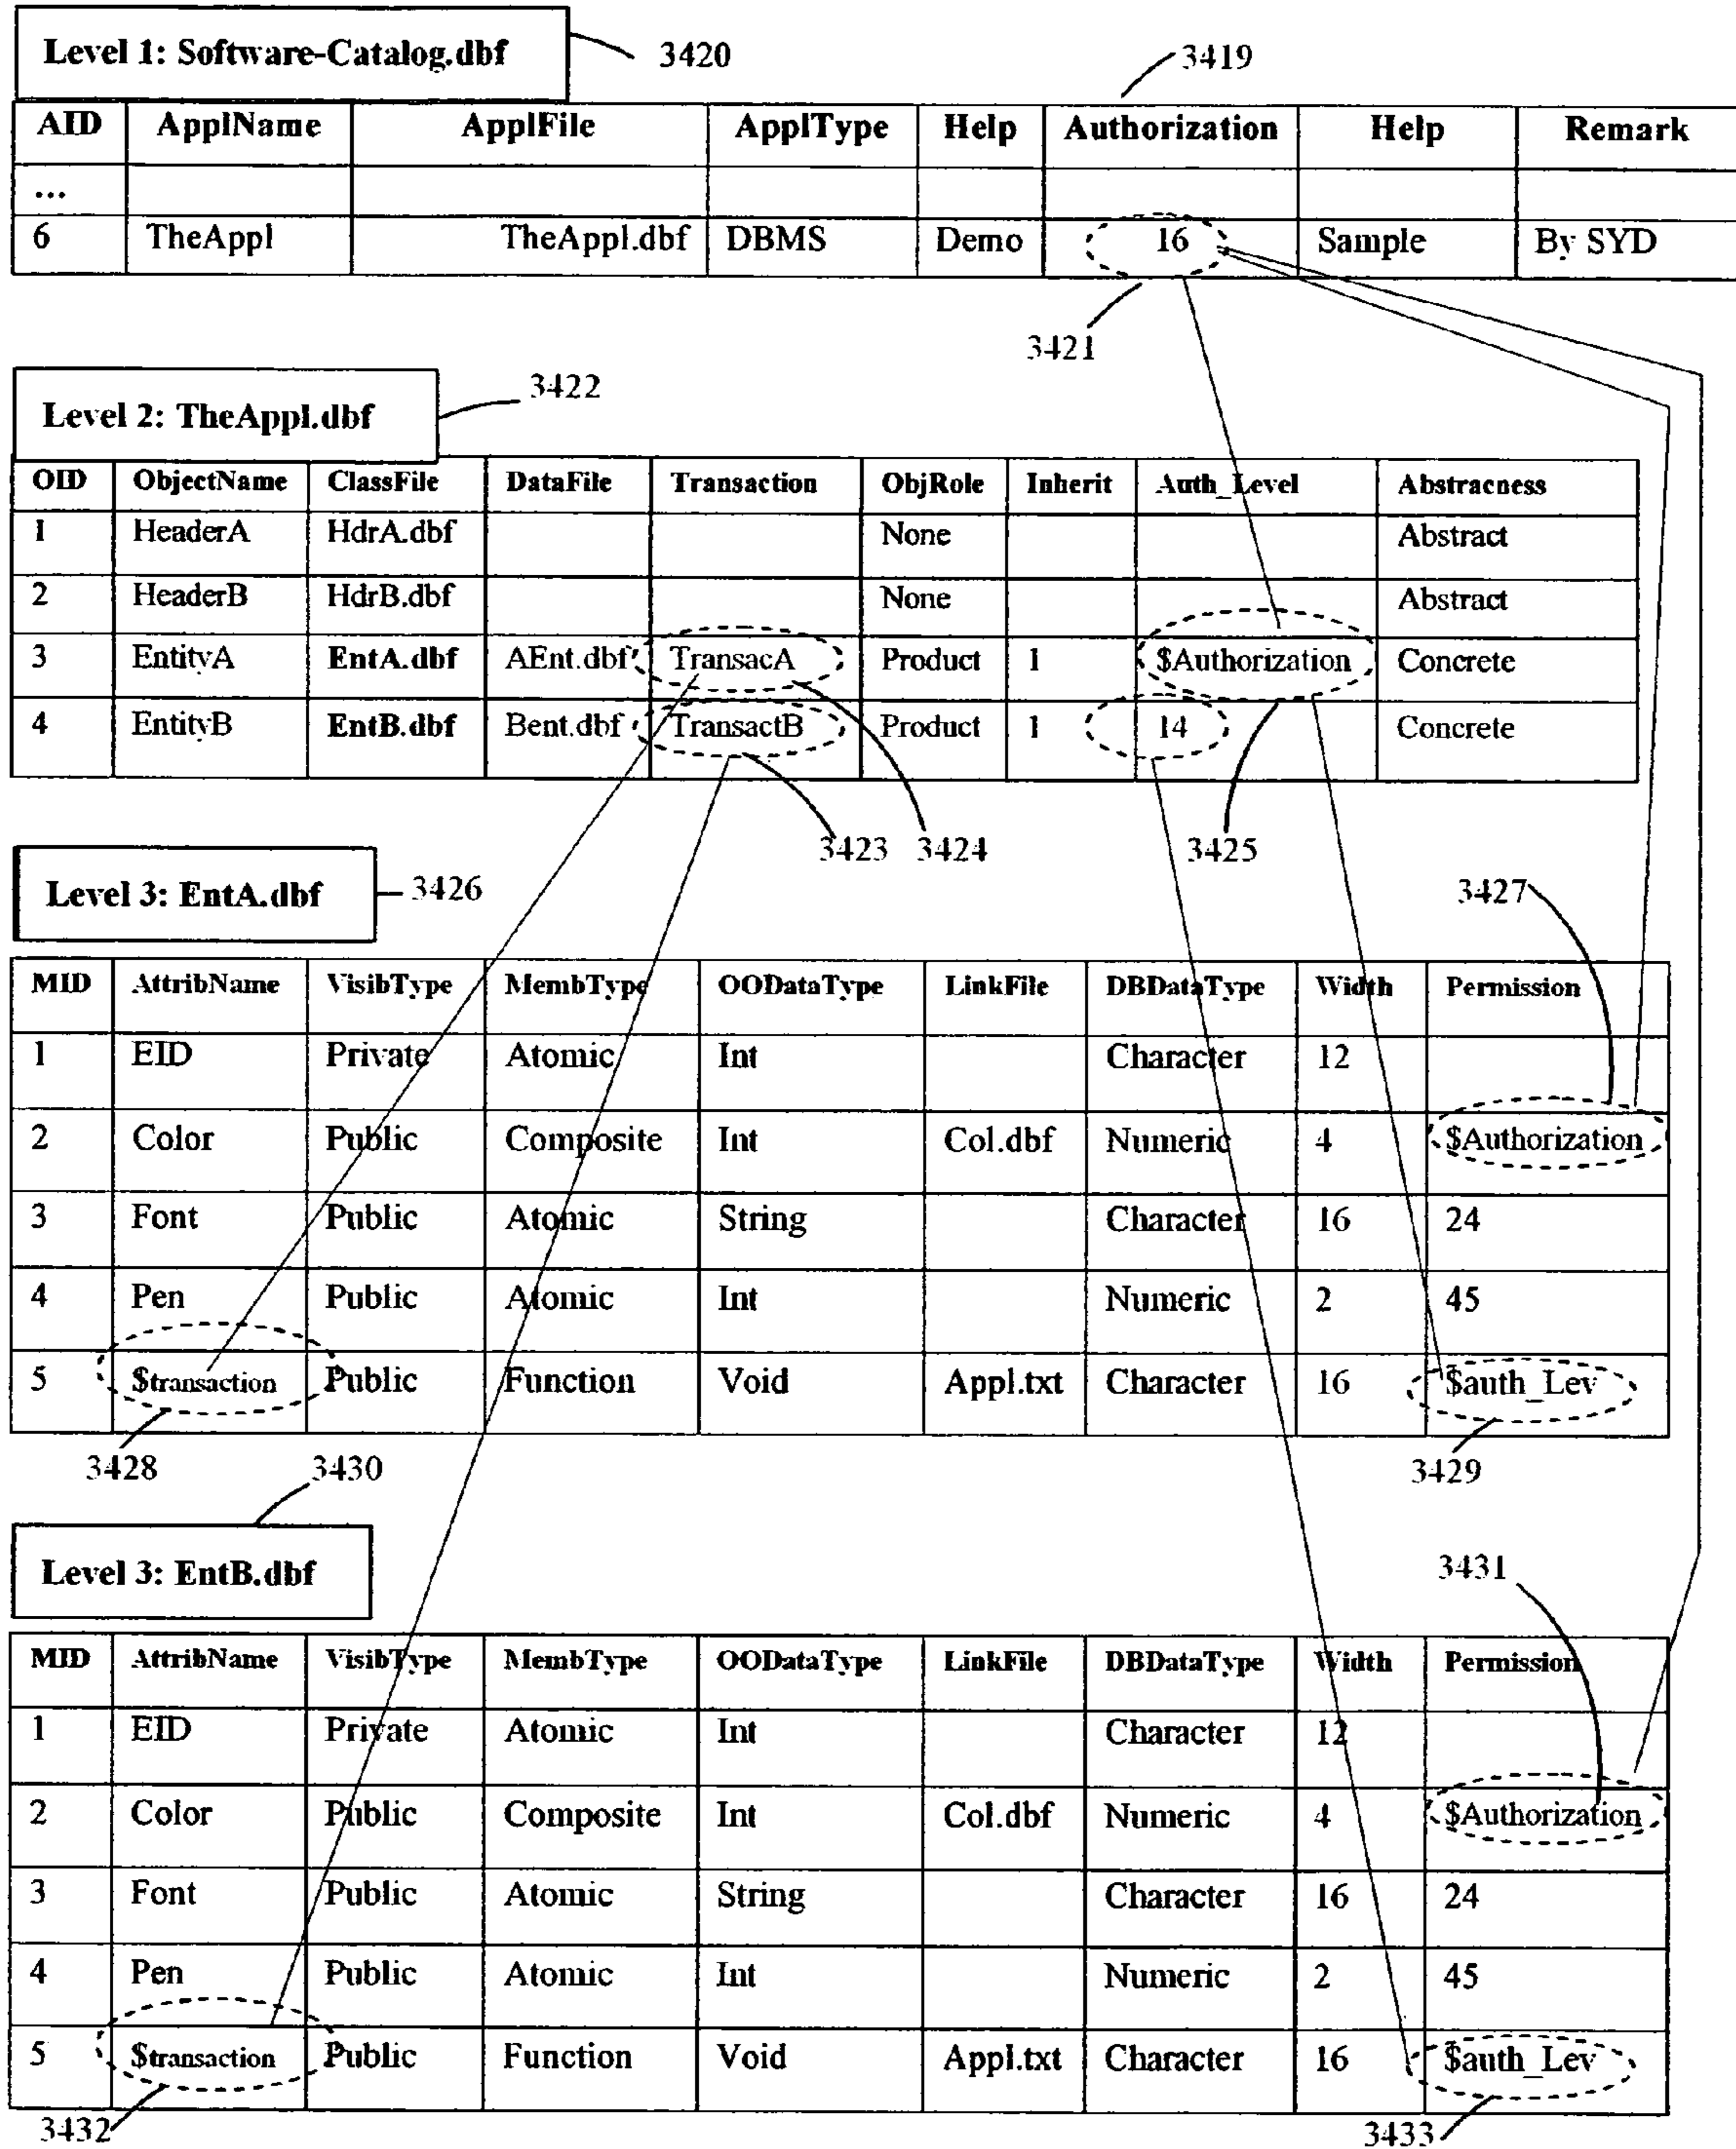 Level 1: Software-Catalog.dbf
3420
3419
AID ApplName ApplFile ApplType Help Authorization Help Remark
...
6 TheAppl TheAppl.dbf DBMS Demo 16 Sample By SYD
3421
Level 2: TheAppl.dbf
3422
OID ObjectName ClassFile DataFile Transaction ObjRole Inherit Auth_Level Abstracness
1 HeaderA HdrA.dbf None Abstract
2 HeaderB HdrB.dbf None Abstract
3 EntityA EntA.dbf AEnt.dbf TransacA Product 1 $Authorization Concrete
4 EntityB EntB.dbf Bent.dbf TransactB Product 1 14 Concrete
3423 3424 3425
Level 3: EntA.dbf
3426
3427
MID AttribName VisibType MembType OODataType LinkFile DBDataType Width Permission
1 EID Private Atomic Int Character 12
2 Color Public Composite Int Col.dbf Numeric 4 $Authorization
3 Font Public Atomic String Character 16 24
4 Pen Public Atomic Int Numeric 2 45
5 $transaction Public Function Void Appl.txt Character 16 $auth_Lev
3428 3430 3429
Level 3: EntB.dbf
3431
MID AttribName VisibType MembType OODataType LinkFile DBDataType Width Permission
1 EID Private Atomic Int Character 12
2 Color Public Composite Int Col.dbf Numeric 4 $Authorization
3 Font Public Atomic String Character 16 24
4 Pen Public Atomic Int Numeric 2 45
5 $transaction Public Function Void Appl.txt Character 16 $auth_Lev
3432 3433